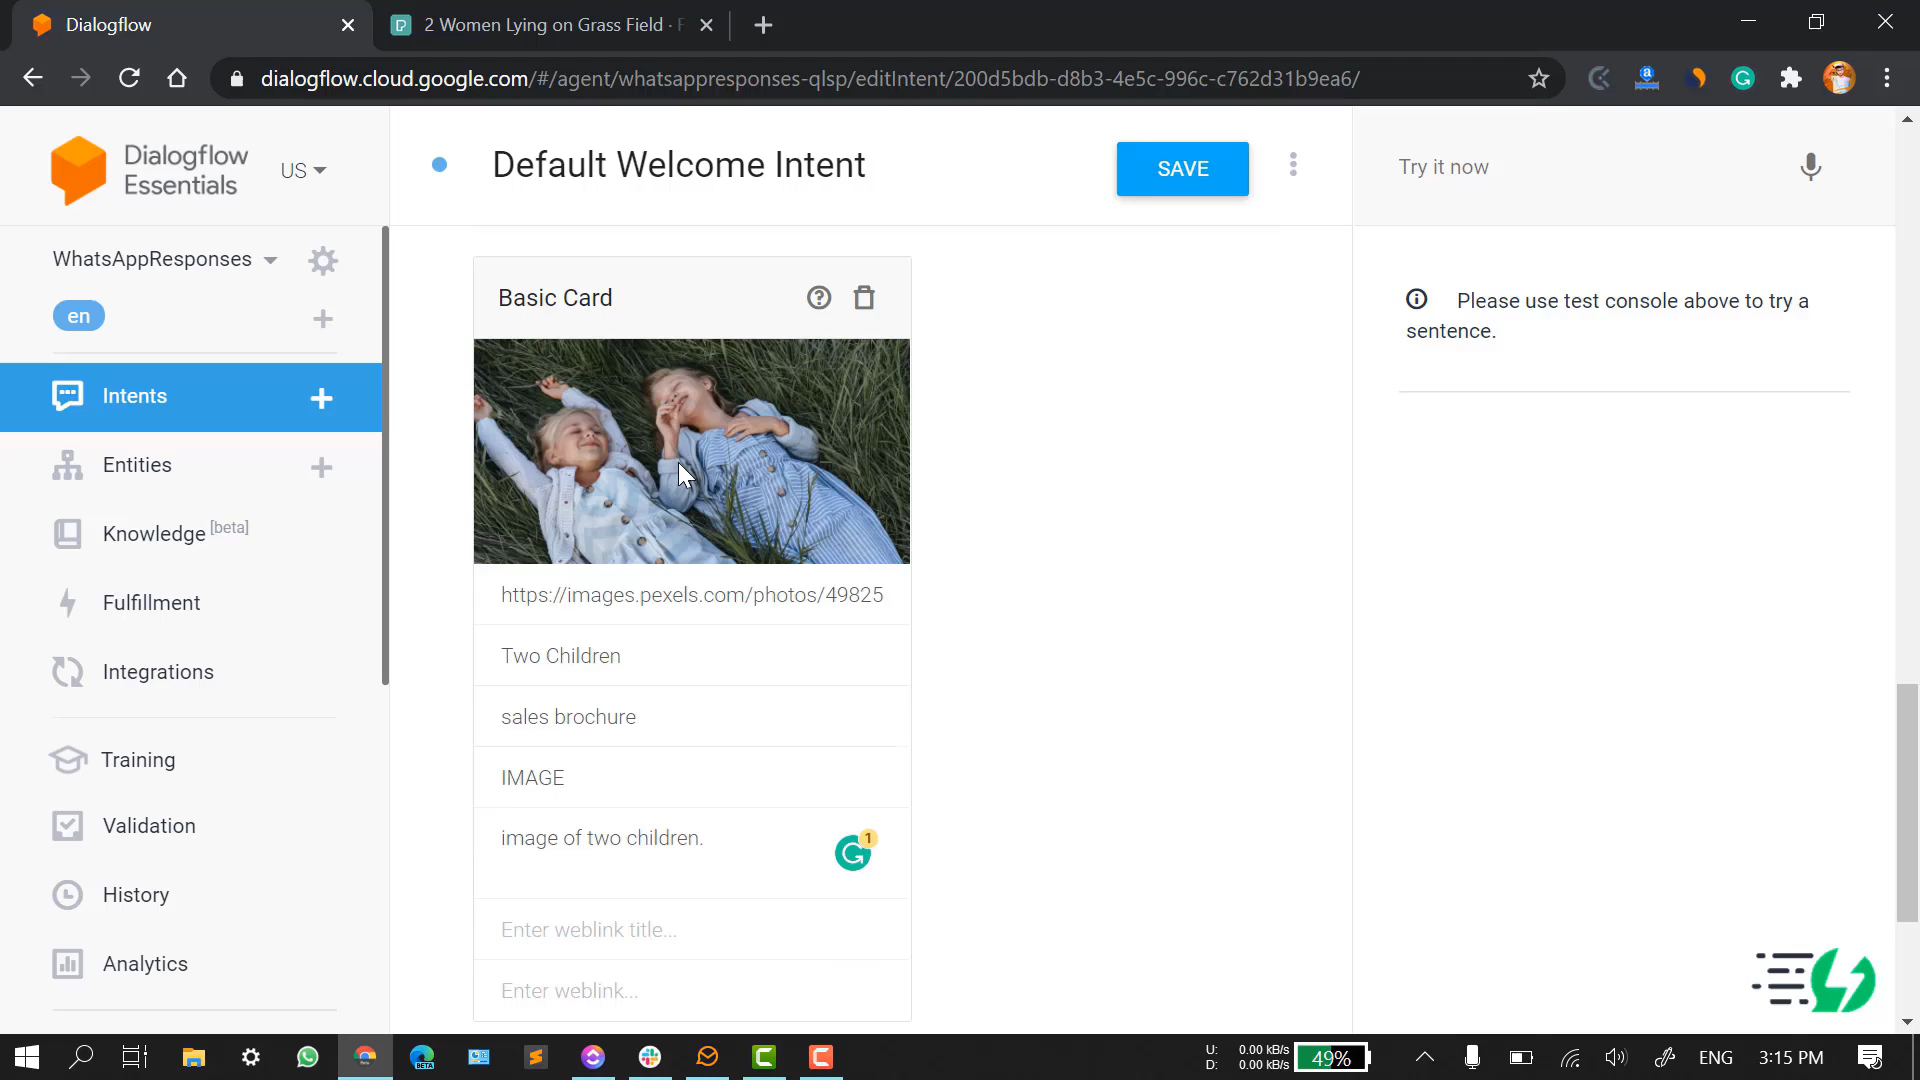 Dialogflow
2 Women Lying on Grass Field · F
dialogflow.cloud.google.com/#/agent/whatsappresponses-qlsp/editIntent/200d5bdb-d8b3-4e5c-996c-c762d31b9ea6/
Dialogflow
Essentials
US
Default Welcome Intent
SAVE
Try it now
WhatsAppResponses
en
Intents
Entities
Knowledge [beta]
Fulfillment
Integrations
Training
Validation
History
Analytics
Basic Card
https://images.pexels.com/photos/49825
Two Children
sales brochure
IMAGE
image of two children.
1
Enter weblink title...
Enter weblink...
Please use test console above to try a
sentence.
BETA
U: 0.00 kB/s
D: 0.00 kB/s
49%
ENG
3:15 PM